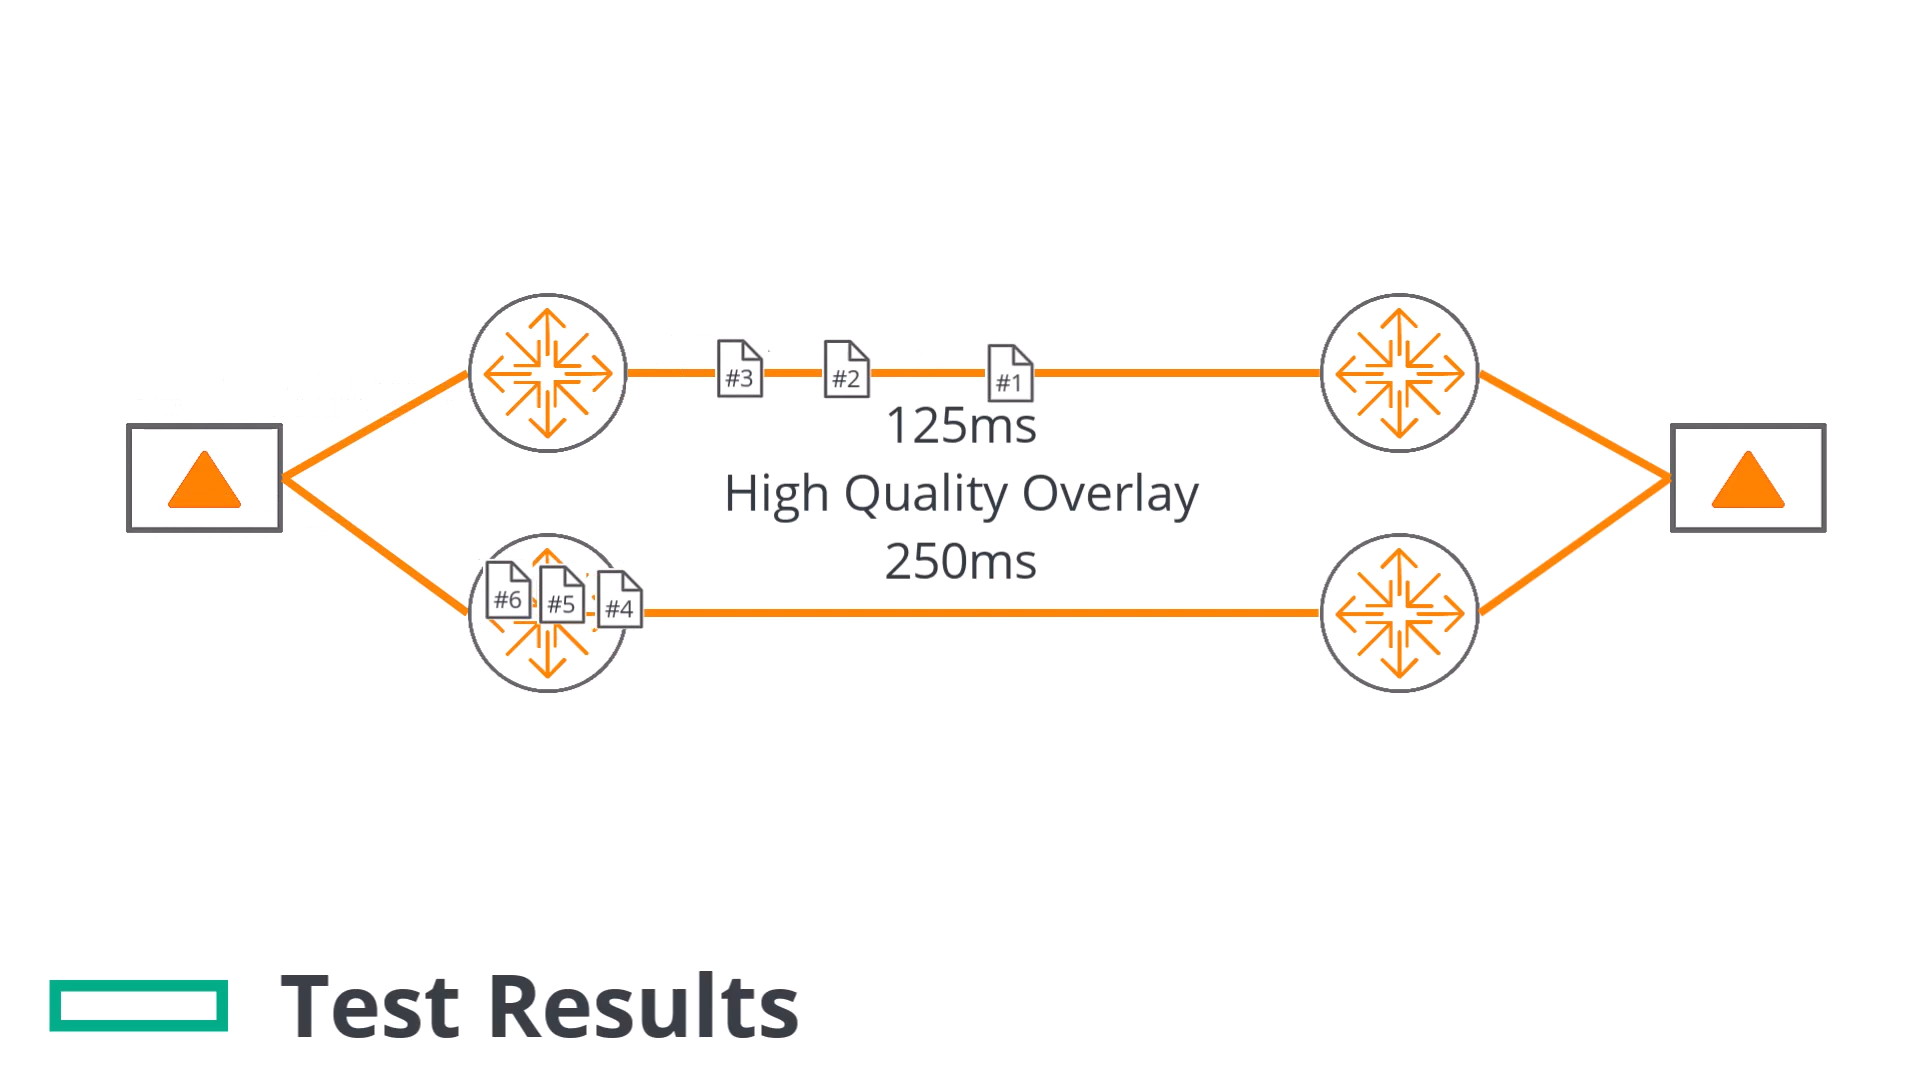 #3 #2 #1
125ms
High Quality Overlay
250ms
#6 #5 #4
Test Results